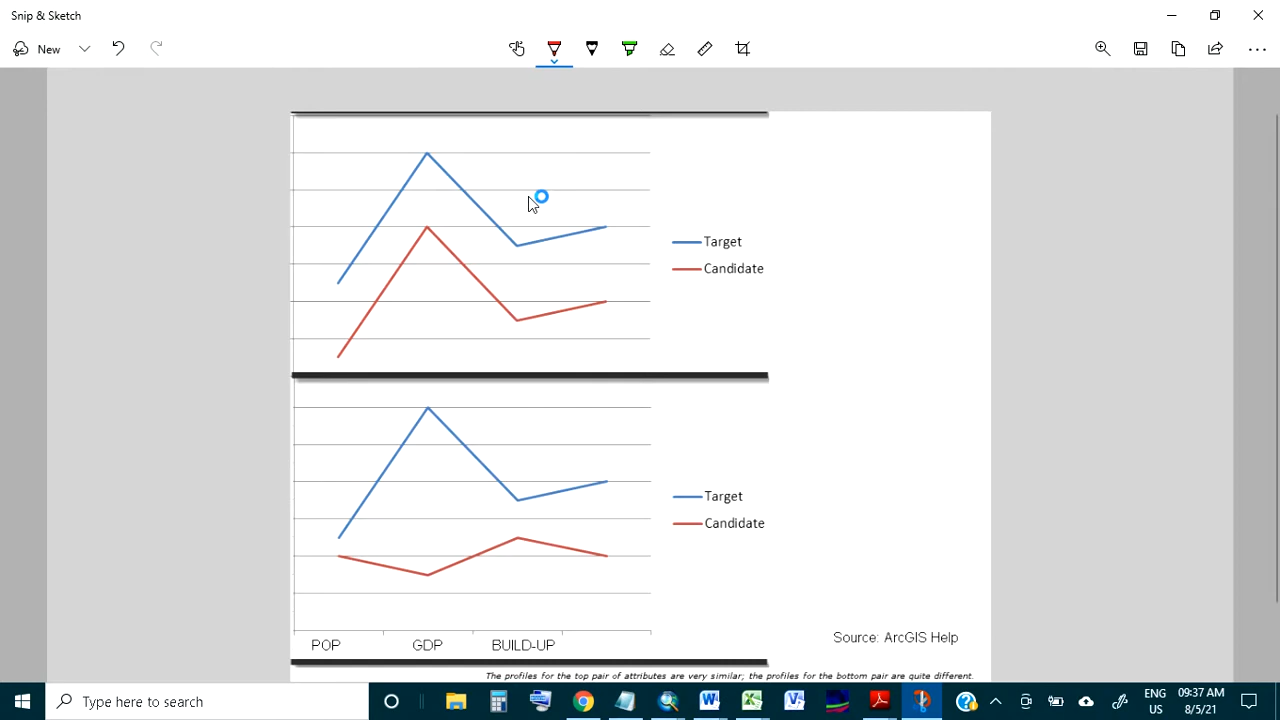 Snip & Sketch
New
Target
Candidate
Target
Candidate
POP GDP BUILD-UP
Source: ArcGIS Help
The profiles for the top pair of attributes are very similar; the profiles for the bottom pair are quite different.
Type here to search
ENG
US
09:37 AM
8/5/21